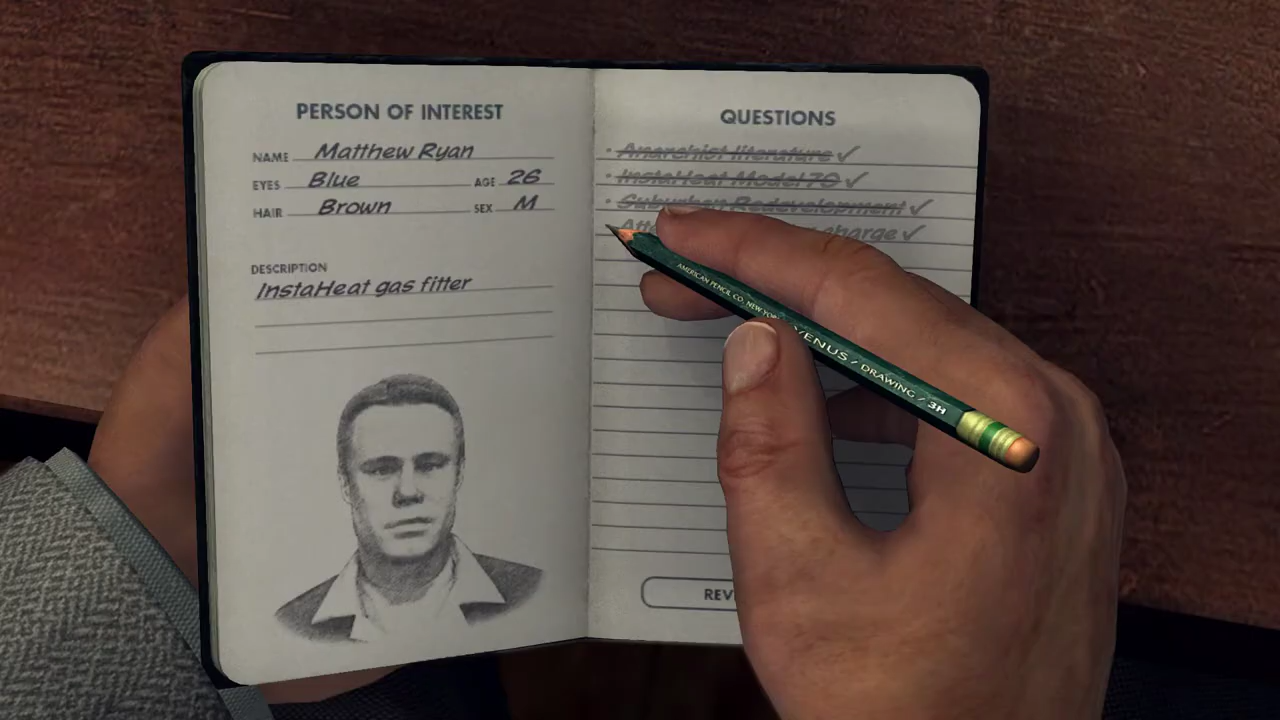 PERSON OF INTEREST
NAME Matthew Ryan
EYES Blue AGE 26
HAIR Brown SEX M
DESCRIPTION
InstaHeat gas fitter
QUESTIONS
• Anarchist literature ✓
• InstaHeat Model 70 ✓
• Suburban Redevelopment ✓
charge ✓
AMERICAN PENCIL CO. NEW YORK VENUS / DRAWING / 3H